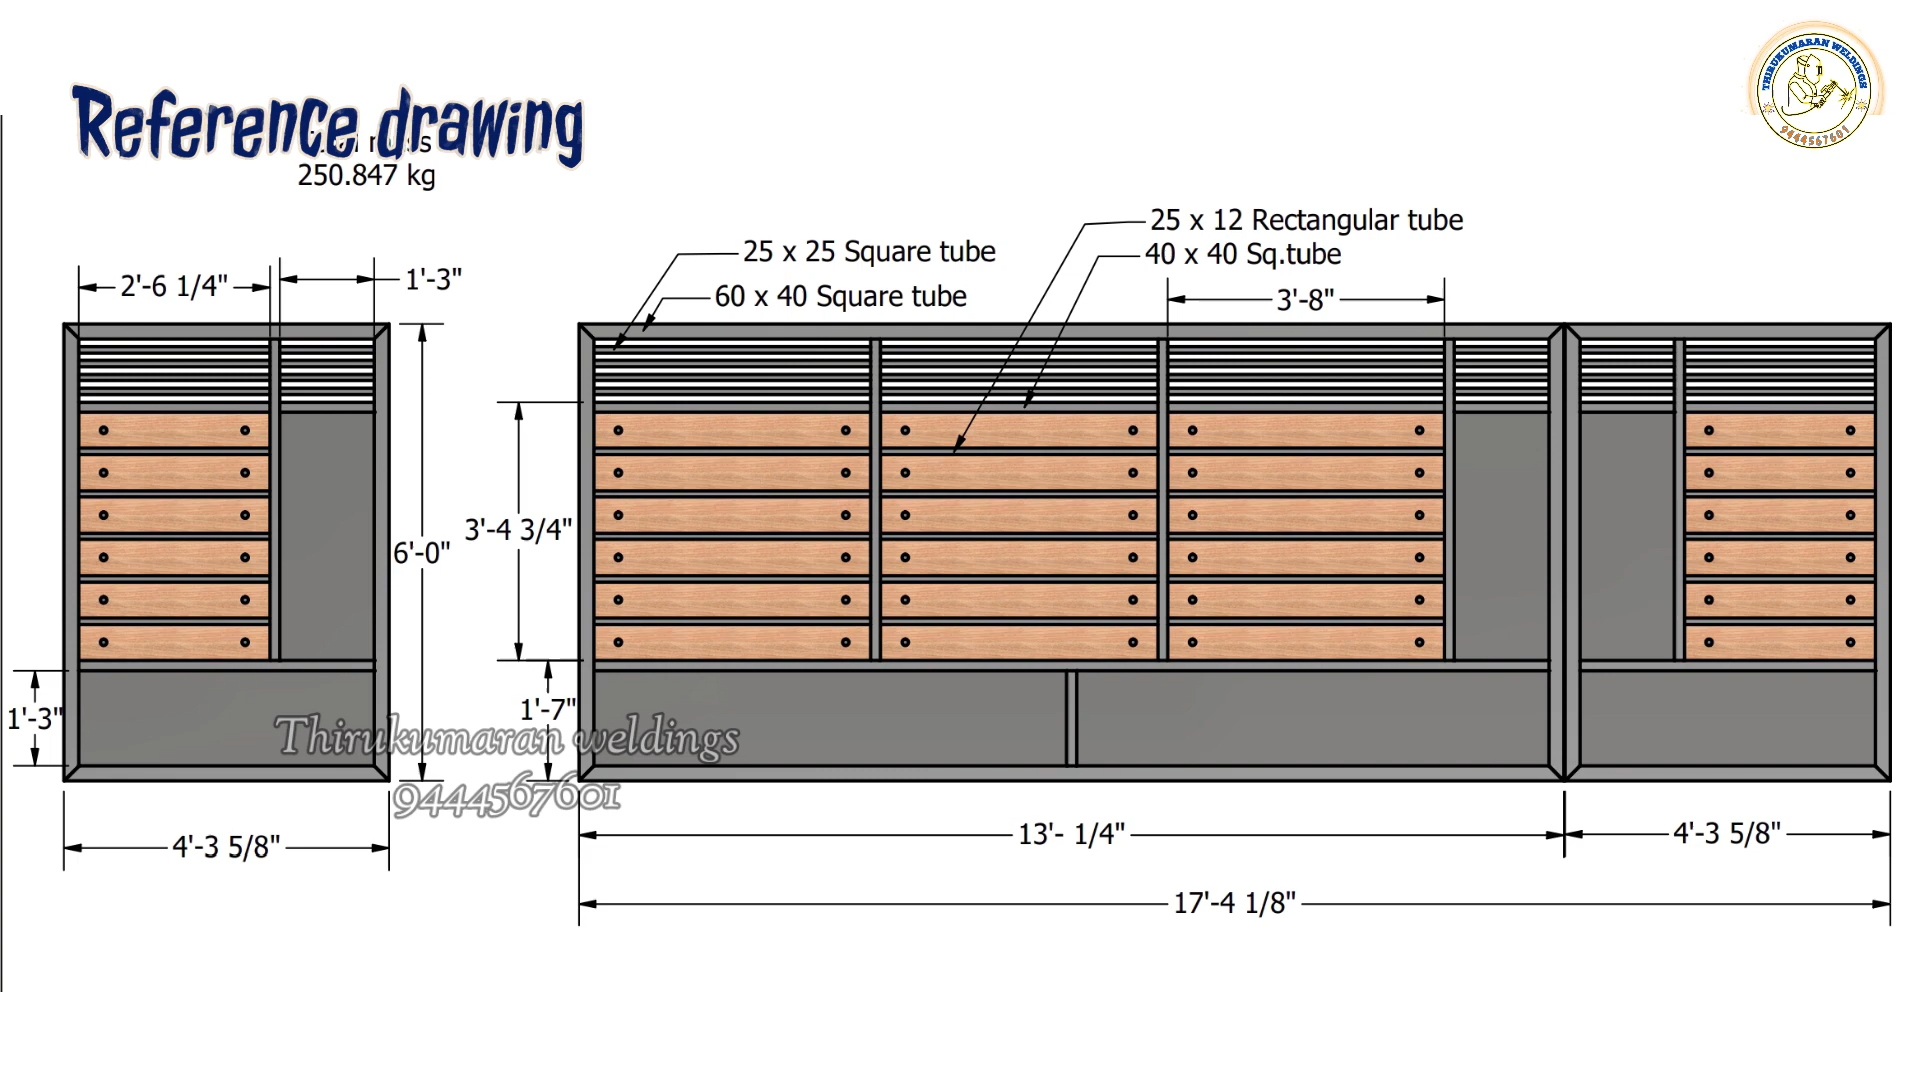 THIRUKUMARAN WELDINGS
9444567601
Reference drawing
250.847 kg
25 x 12 Rectangular tube
25 x 25 Square tube
40 x 40 Sq.tube
2'-6 1/4"
1'-3"
60 x 40 Square tube
3'-8"
3'-4 3/4"
6'-0"
1'-3"
1'-7"
Thirukumaran weldings
9444567601
4'-3 5/8"
13'- 1/4"
4'-3 5/8"
17'-4 1/8"